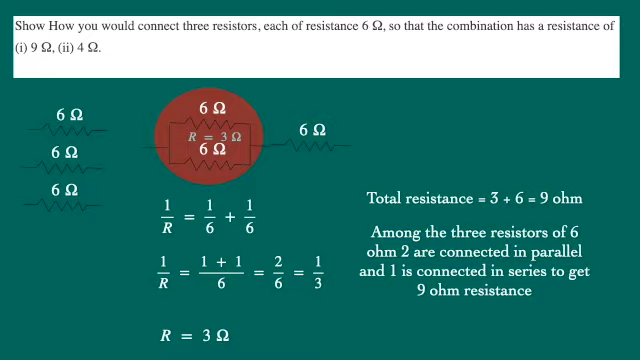 Show How you would connect three resistors, each of resistance 6 Ω, so that the combination has a resistance of
(i) 9 Ω, (ii) 4 Ω.
6 Ω
6 Ω
6 Ω
6 Ω
R = 3 Ω
6 Ω
6 Ω
1/R = 1/6 + 1/6
1/R = (1 + 1)/6 = 2/6 = 1/3
R = 3 Ω
Total resistance = 3 + 6 = 9 ohm
Among the three resistors of 6
ohm 2 are connected in parallel
and 1 is connected in series to get
9 ohm resistance